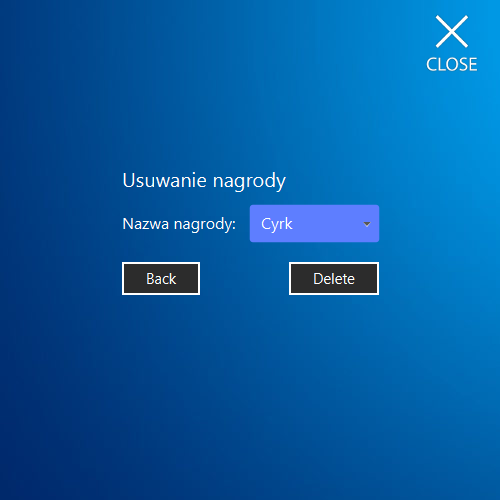 CLOSE
Usuwanie nagrody
Nazwa nagrody: Cyrk
Back Delete